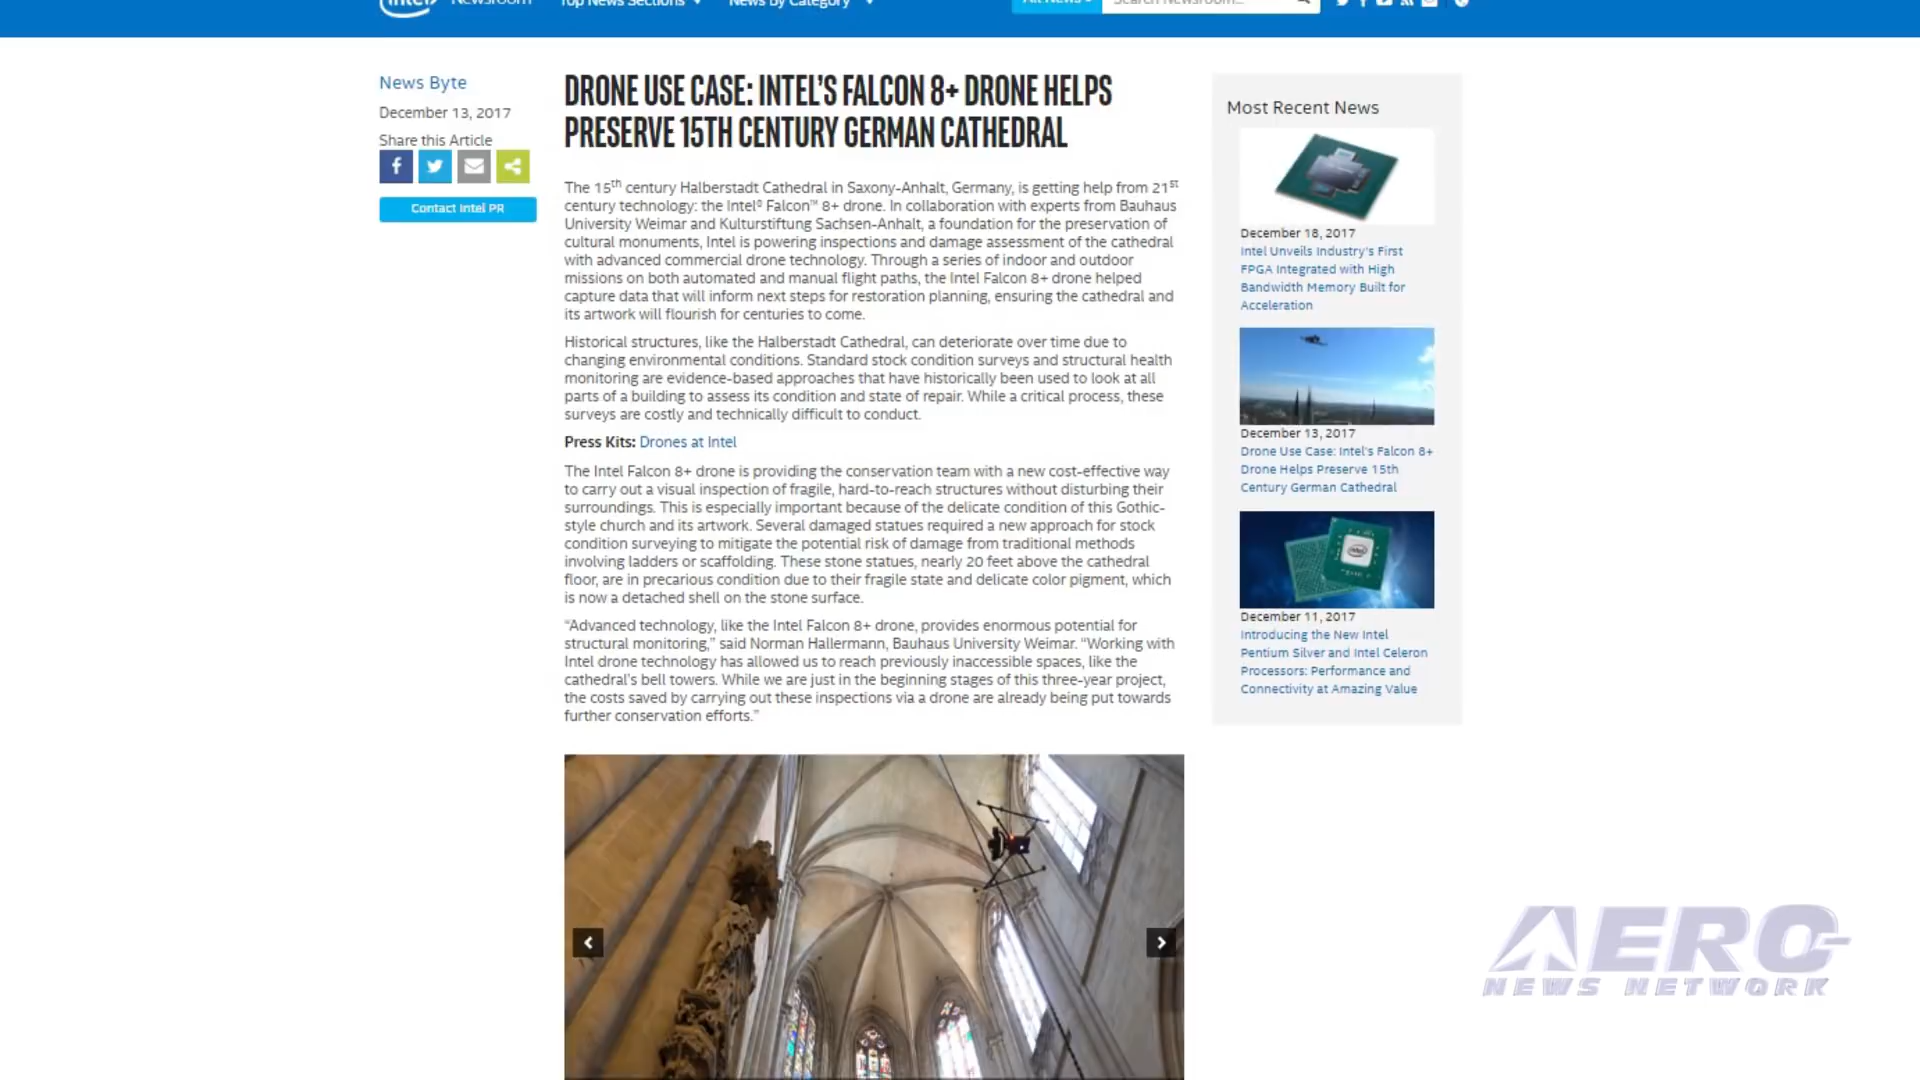 intel Newsroom Top News Sections News By Category All News Search Newsroom...
News Byte
December 13, 2017
Share this Article
Contact Intel PR
DRONE USE CASE: INTEL'S FALCON 8+ DRONE HELPS
PRESERVE 15TH CENTURY GERMAN CATHEDRAL
The 15th century Halberstadt Cathedral in Saxony-Anhalt, Germany, is getting help from 21st
century technology: the Intel® Falcon™ 8+ drone. In collaboration with experts from Bauhaus
University Weimar and Kulturstiftung Sachsen-Anhalt, a foundation for the preservation of
cultural monuments, Intel is powering inspections and damage assessment of the cathedral
with advanced commercial drone technology. Through a series of indoor and outdoor
missions on both automated and manual flight paths, the Intel Falcon 8+ drone helped
capture data that will inform next steps for restoration planning, ensuring the cathedral and
its artwork will flourish for centuries to come.
Historical structures, like the Halberstadt Cathedral, can deteriorate over time due to
changing environmental conditions. Standard stock condition surveys and structural health
monitoring are evidence-based approaches that have historically been used to look at all
parts of a building to assess its condition and state of repair. While a critical process, these
surveys are costly and technically difficult to conduct.
Press Kits: Drones at Intel
The Intel Falcon 8+ drone is providing the conservation team with a new cost-effective way
to carry out a visual inspection of fragile, hard-to-reach structures without disturbing their
surroundings. This is especially important because of the delicate condition of this Gothic-
style church and its artwork. Several damaged statues required a new approach for stock
condition surveying to mitigate the potential risk of damage from traditional methods
involving ladders or scaffolding. These stone statues, nearly 20 feet above the cathedral
floor, are in precarious condition due to their fragile state and delicate color pigment, which
is now a detached shell on the stone surface.
“Advanced technology, like the Intel Falcon 8+ drone, provides enormous potential for
structural monitoring,” said Norman Hallermann, Bauhaus University Weimar. “Working with
Intel drone technology has allowed us to reach previously inaccessible spaces, like the
cathedral's bell towers. While we are just in the beginning stages of this three-year project,
the costs saved by carrying out these inspections via a drone are already being put towards
further conservation efforts.”
Most Recent News
December 18, 2017
Intel Unveils Industry's First
FPGA Integrated with High
Bandwidth Memory Built for
Acceleration
December 13, 2017
Drone Use Case: Intel's Falcon 8+
Drone Helps Preserve 15th
Century German Cathedral
intel
December 11, 2017
Introducing the New Intel
Pentium Silver and Intel Celeron
Processors: Performance and
Connectivity at Amazing Value
AERO
NEWS NETWORK